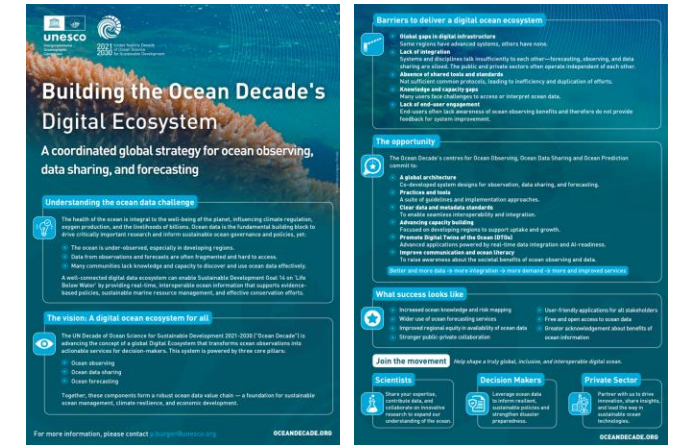 unesco
Intergovernmental
Oceanographic
Commission
2021
2030
United Nations Decade
of Ocean Science
for Sustainable Development
Building the Ocean Decade's
Digital Ecosystem
A coordinated global strategy for ocean observing,
data sharing, and forecasting
Understanding the ocean data challenge
The health of the ocean is integral to the well-being of the planet, influencing climate regulation,
oxygen production, and the livelihoods of billions. Ocean data is the fundamental building block to
drive critically important research and inform sustainable ocean governance and policies, yet:
The ocean is under-observed, especially in developing regions.
Data from observations and forecasts are often fragmented and hard to access.
Many communities lack knowledge and capacity to discover and use ocean data effectively.
A well-connected digital data ecosystem can enable Sustainable Development Goal 14 on 'Life
Below Water' by providing real-time, interoperable ocean information that supports evidence-
based policies, sustainable marine resource management, and effective conservation efforts.
The vision: A digital ocean ecosystem for all
The UN Decade of Ocean Science for Sustainable Development 2021-2030 ("Ocean Decade") is
advancing the concept of a global Digital Ecosystem that transforms ocean observations into
actionable services for decision-makers. This system is powered by three core pillars:
Ocean observing
Ocean data sharing
Ocean forecasting
Together, these components form a robust ocean data value chain — a foundation for sustainable
ocean management, climate resilience, and economic development.
For more information, please contact p.burger@unesco.org
OCEANDECADE.ORG
Barriers to deliver a digital ocean ecosystem
Global gaps in digital infrastructure
Some regions have advanced systems, others have none.
Lack of integration
Systems and disciplines talk insufficiently to each other—forecasting, observing, and data
sharing are siloed. The public and private sectors often operate independent of each other.
Absence of shared tools and standards
Not sufficient common protocols, leading to inefficiency and duplication of efforts.
Knowledge and capacity gaps
Many users face challenges to access or interpret ocean data.
Lack of end-user engagement
End-users often lack awareness of ocean observing benefits and therefore do not provide
feedback for system improvement.
The opportunity
The Ocean Decade's centres for Ocean Observing, Ocean Data Sharing and Ocean Prediction
commit to:
A global architecture
Co-developed system designs for observation, data sharing, and forecasting.
Practices and tools
A suite of guidelines and implementation approaches.
Clear data and metadata standards
To enable seamless interoperability and integration.
Advancing capacity building
Focused on developing regions to support uptake and growth.
Promote Digital Twins of the Ocean (DTOs)
Advanced applications powered by real-time data integration and AI-readiness.
Improve communication and ocean literacy
To raise awareness about the societal benefits of ocean observing and data.
Better and more data → more integration → more demand → more and improved services
What success looks like
Increased ocean knowledge and risk mapping
Wider use of ocean forecasting services
Improved regional equity in availability of ocean data
Stronger public-private collaboration
User-friendly applications for all stakeholders
Free and open access to ocean data
Greater acknowledgement about benefits of
ocean information
Join the movement
Help shape a truly global, inclusive, and interoperable digital ocean.
Scientists
Share your expertise,
contribute data, and
collaborate on innovative
research to expand our
understanding of the ocean.
Decision Makers
Leverage ocean data
to inform resilient,
sustainable policies and
strengthen disaster
preparedness.
Private Sector
Partner with us to drive
innovation, share insights,
and lead the way in
sustainable ocean
technologies.
OCEANDECADE.ORG